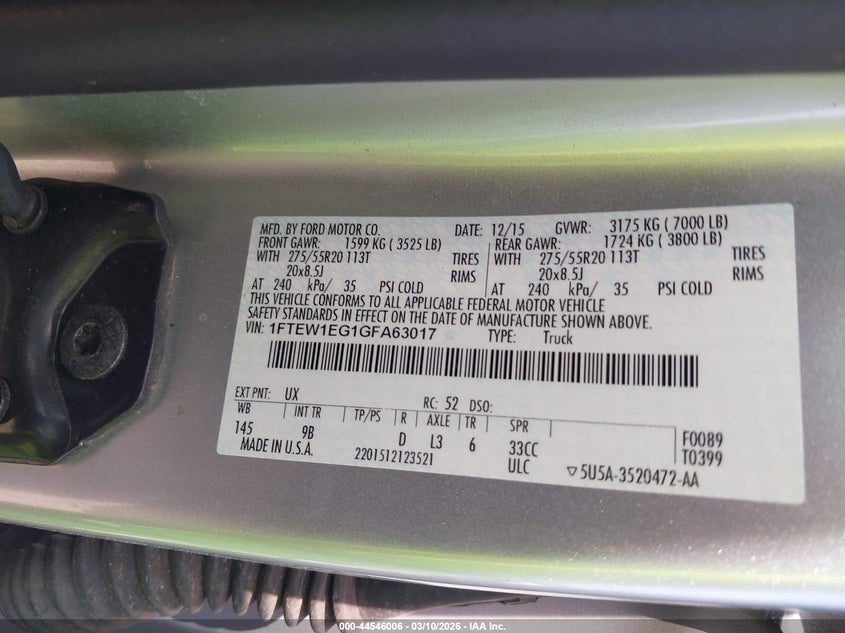 MFD. BY FORD MOTOR CO. DATE: 12/15 GVWR: 3175 KG ( 7000 LB)
FRONT GAWR: 1599 KG ( 3525 LB) REAR GAWR: 1724 KG ( 3800 LB)
WITH 275/55R20 113T TIRES WITH 275/55R20 113T TIRES
20x8.5J RIMS 20x8.5J RIMS
AT 240 kPa/ 35 PSI COLD AT 240 kPa/ 35 PSI COLD
THIS VEHICLE CONFORMS TO ALL APPLICABLE FEDERAL MOTOR VEHICLE
SAFETY STANDARDS IN EFFECT ON THE DATE OF MANUFACTURE SHOWN ABOVE.
VIN: 1FTEW1EG1GFA63017 TYPE: Truck
EXT PNT: UX RC: 52 DSO:
WB INT TR TP/PS R AXLE TR SPR
145 9B D L3 6 33CC F0089
MADE IN U.S.A. 2201512123521 ULC T0399
▽5U5A-3520472-AA
000-44546006 — 03/10/2026 — IAA Inc.